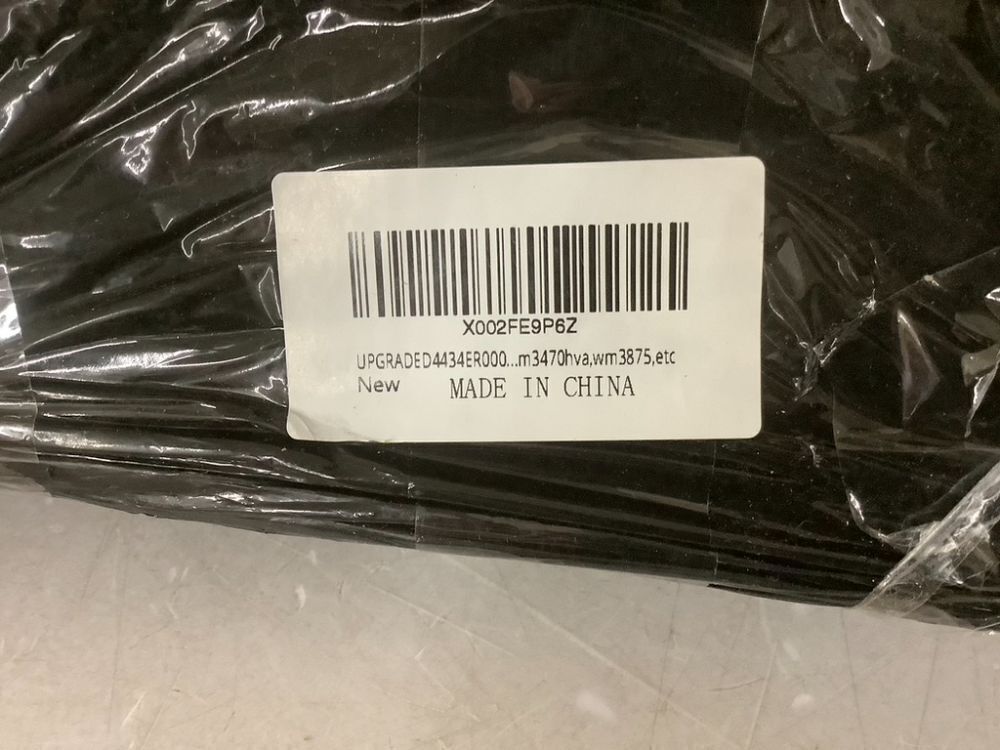 X002FE9P6Z
UPGRADED4434ER000...m3470hva,wm3875,etc
New MADE IN CHINA